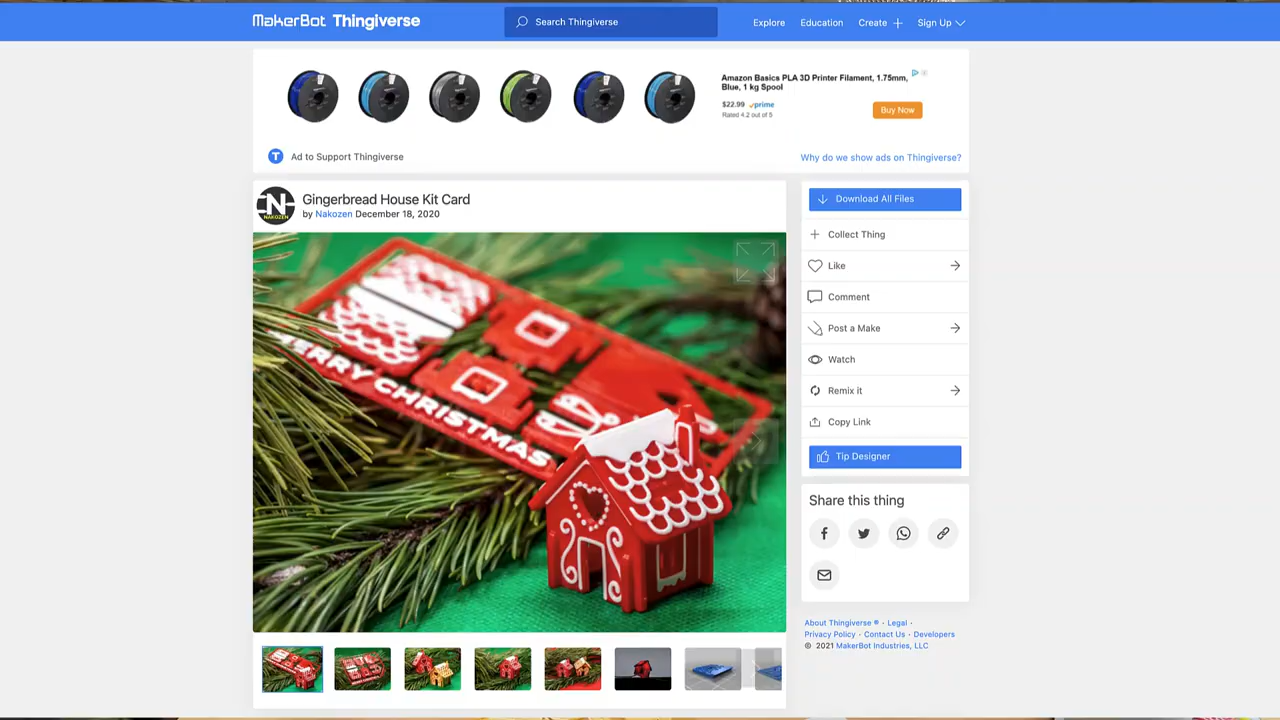 MakerBot Thingiverse
Search Thingiverse
Explore
Education
Create
Sign Up
Amazon Basics PLA 3D Printer Filament, 1.75mm,
Blue, 1 kg Spool
$22.99 prime
Rated 4.2 out of 5
Buy Now
T
Ad to Support Thingiverse
Why do we show ads on Thingiverse?
N
NAKOZEN
Gingerbread House Kit Card
by Nakozen December 18, 2020
MERRY CHRISTMAS
Download All Files
Collect Thing
Like
Comment
Post a Make
Watch
Remix it
Copy Link
Tip Designer
Share this thing
About Thingiverse ® · Legal ·
Privacy Policy · Contact Us · Developers
© 2021 MakerBot Industries, LLC